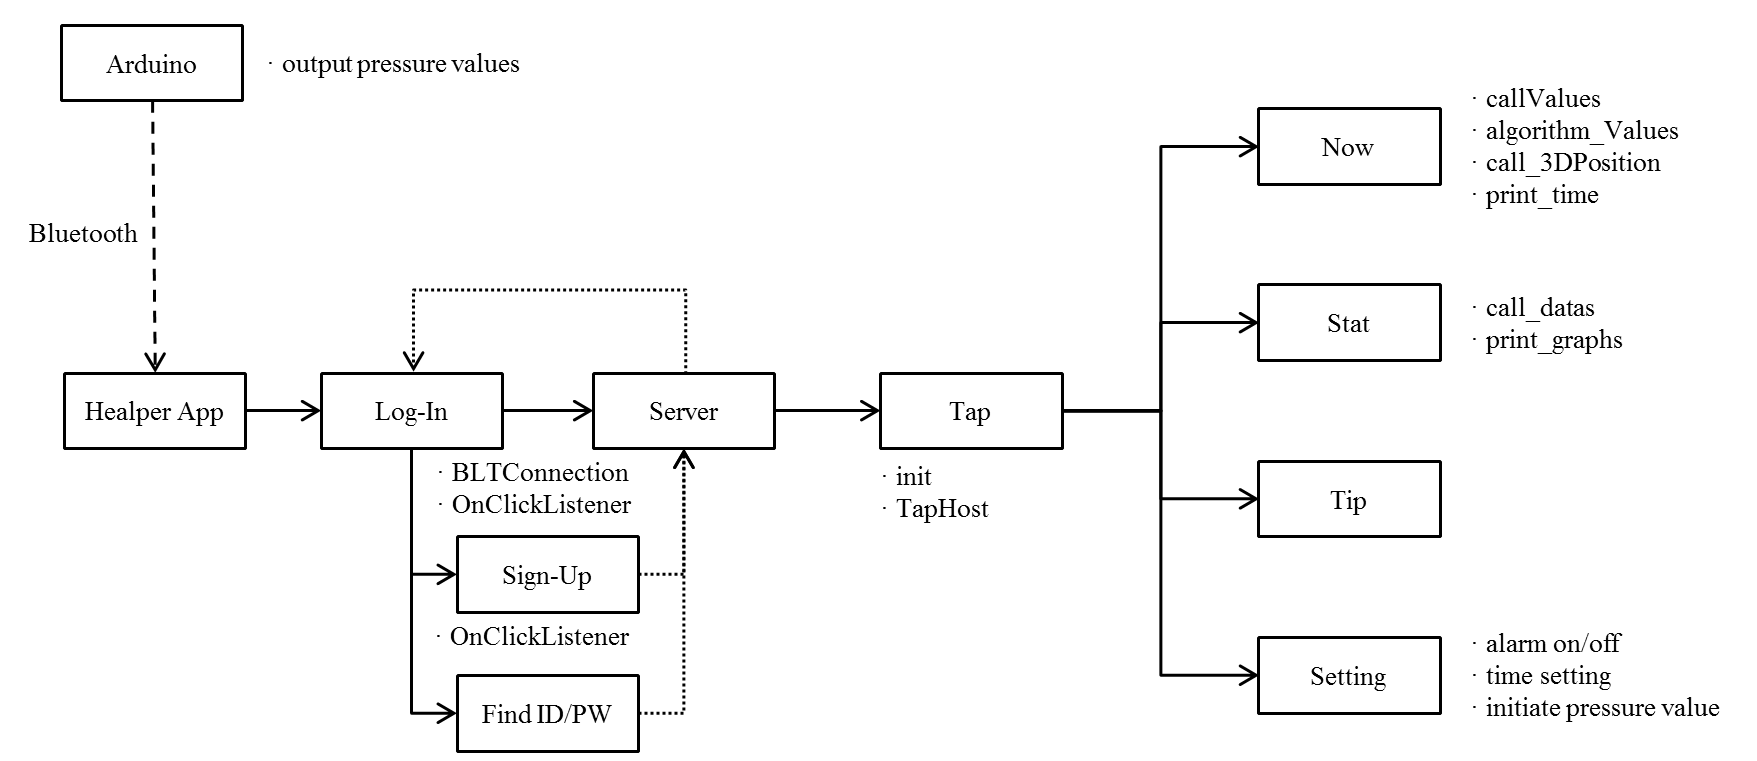 Arduino
· output pressure values
Bluetooth
Healper App
Log-In
· BLTConnection
· OnClickListener
Sign-Up
· OnClickListener
Find ID/PW
Server
Tap
· init
· TapHost
Now
· callValues
· algorithm_Values
· call_3DPosition
· print_time
Stat
· call_datas
· print_graphs
Tip
Setting
· alarm on/off
· time setting
· initiate pressure value